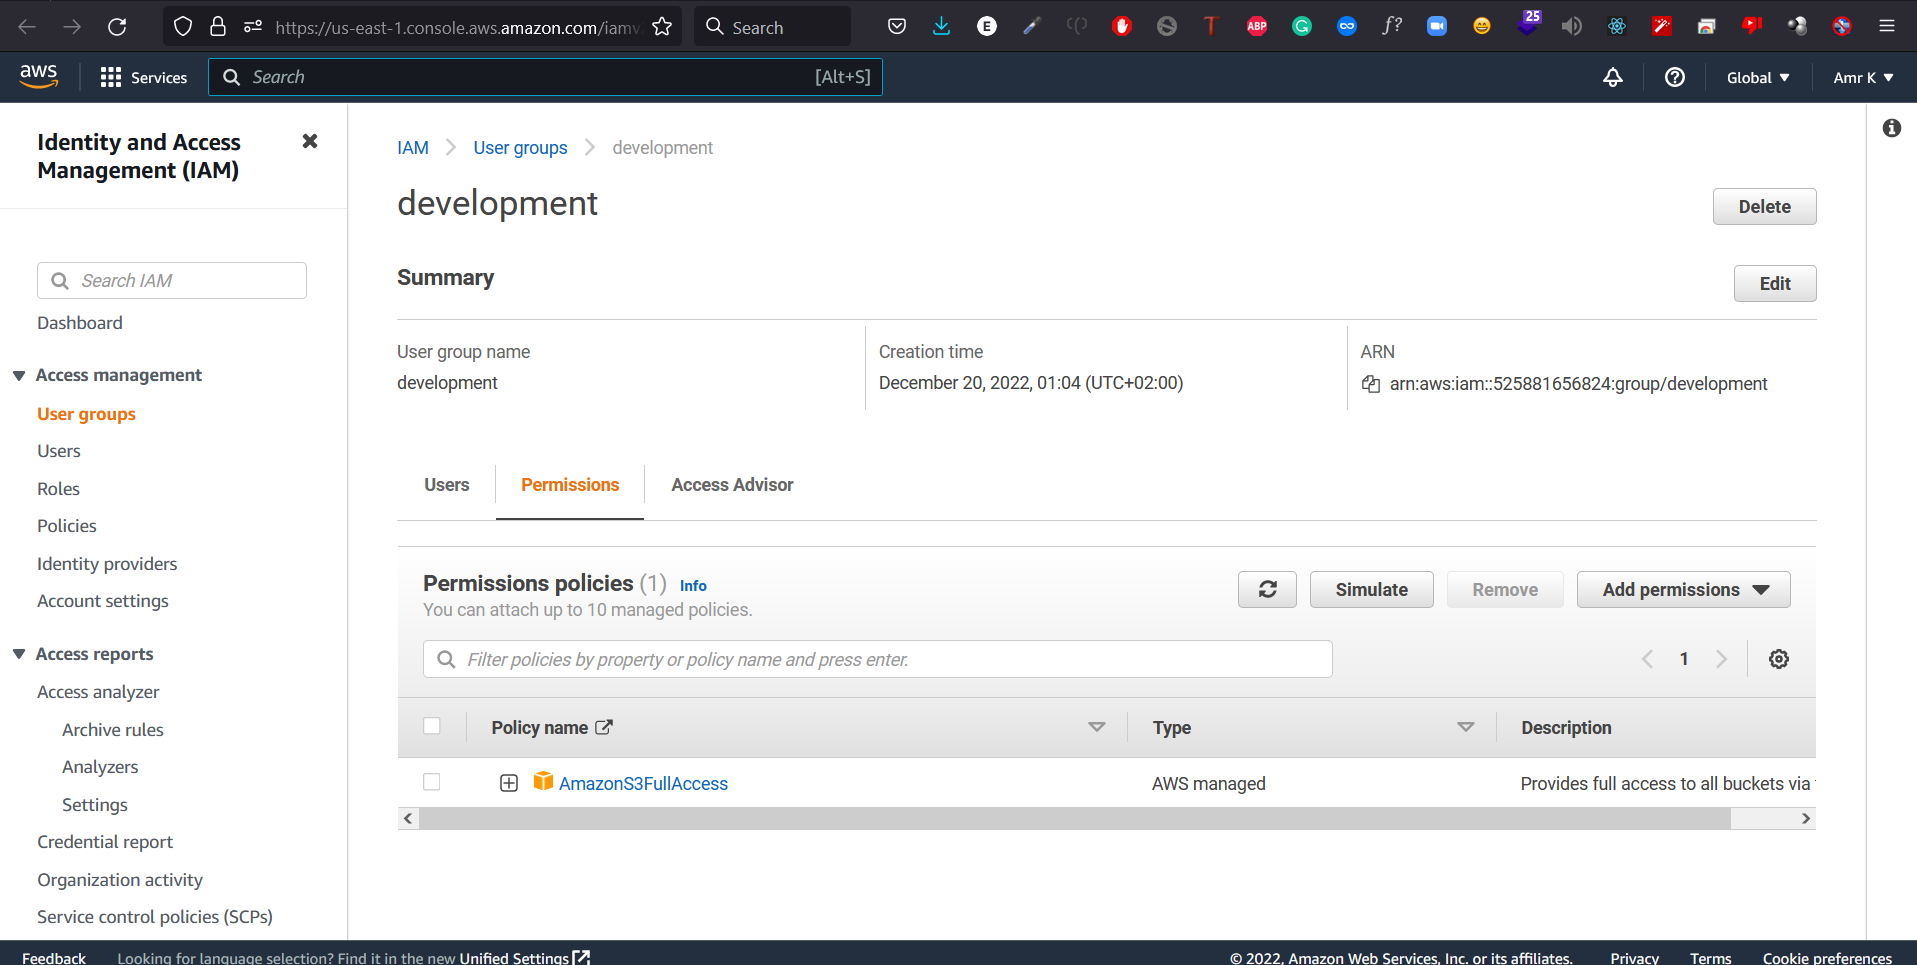 https://us-east-1.console.aws.amazon.com/iamv
Search
E
ABP
G
f?
25
aws
Services
Search
[Alt+S]
Global
Amr K
Identity and Access
Management (IAM)
Search IAM
Dashboard
Access management
User groups
Users
Roles
Policies
Identity providers
Account settings
Access reports
Access analyzer
Archive rules
Analyzers
Settings
Credential report
Organization activity
Service control policies (SCPs)
IAM
User groups
development
development
Delete
Summary
Edit
User group name
development
Creation time
December 20, 2022, 01:04 (UTC+02:00)
ARN
arn:aws:iam::525881656824:group/development
Users
Permissions
Access Advisor
Permissions policies (1) Info
You can attach up to 10 managed policies.
Simulate
Remove
Add permissions
Filter policies by property or policy name and press enter.
1
Policy name
Type
Description
AmazonS3FullAccess
AWS managed
Provides full access to all buckets via
Feedback
Looking for language selection? Find it in the new Unified Settings
© 2022, Amazon Web Services, Inc. or its affiliates.
Privacy
Terms
Cookie preferences